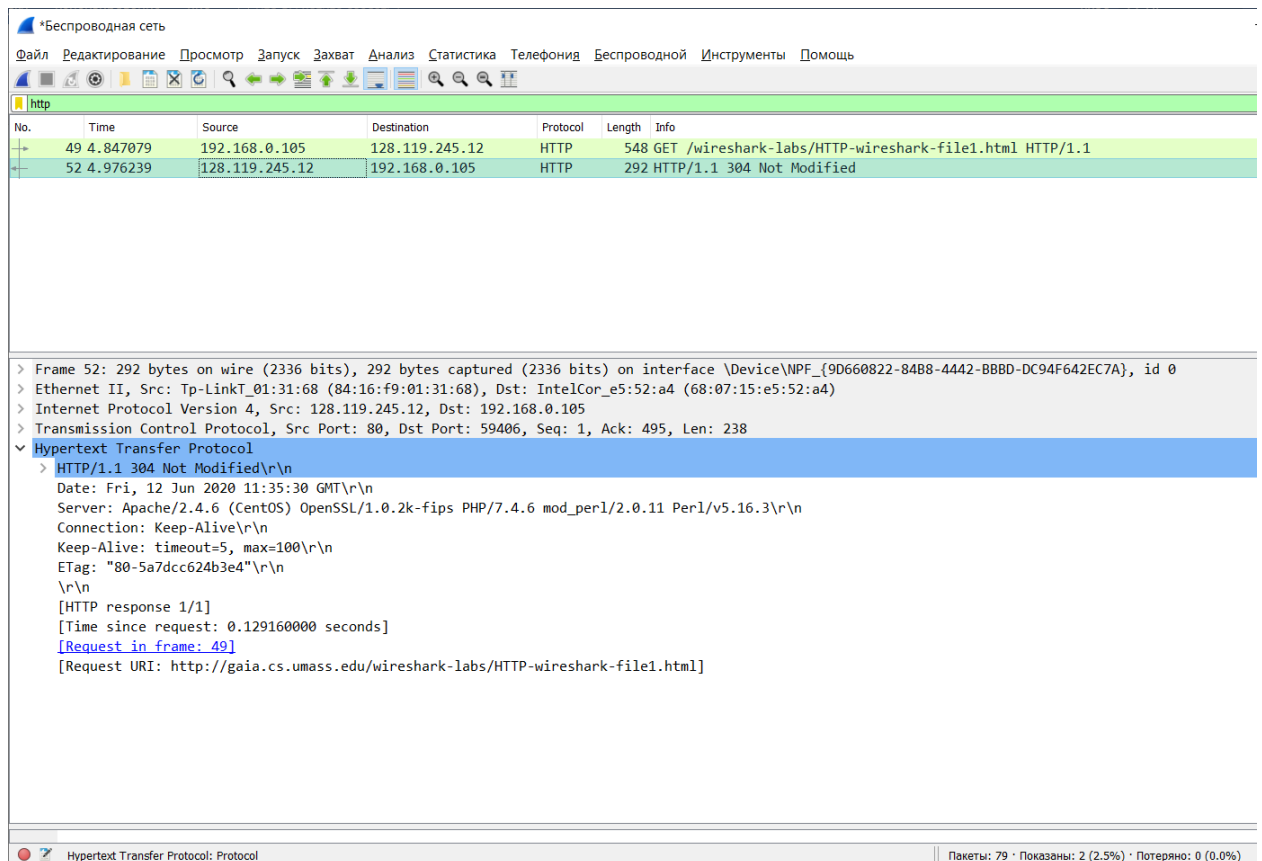 *Беспроводная сеть
Файл Редактирование Просмотр Запуск Захват Анализ Статистика Телефония Беспроводной Инструменты Помощь
http
No. Time Source Destination Protocol Length Info
49 4.847079 192.168.0.105 128.119.245.12 HTTP 548 GET /wireshark-labs/HTTP-wireshark-file1.html HTTP/1.1
52 4.976239 128.119.245.12 192.168.0.105 HTTP 292 HTTP/1.1 304 Not Modified
Frame 52: 292 bytes on wire (2336 bits), 292 bytes captured (2336 bits) on interface \Device\NPF_{9D660822-84B8-4442-BBBD-DC94F642EC7A}, id 0
Ethernet II, Src: Tp-LinkT_01:31:68 (84:16:f9:01:31:68), Dst: IntelCor_e5:52:a4 (68:07:15:e5:52:a4)
Internet Protocol Version 4, Src: 128.119.245.12, Dst: 192.168.0.105
Transmission Control Protocol, Src Port: 80, Dst Port: 59406, Seq: 1, Ack: 495, Len: 238
Hypertext Transfer Protocol
HTTP/1.1 304 Not Modified\r\n
Date: Fri, 12 Jun 2020 11:35:30 GMT\r\n
Server: Apache/2.4.6 (CentOS) OpenSSL/1.0.2k-fips PHP/7.4.6 mod_perl/2.0.11 Perl/v5.16.3\r\n
Connection: Keep-Alive\r\n
Keep-Alive: timeout=5, max=100\r\n
ETag: "80-5a7dcc624b3e4"\r\n
\r\n
[HTTP response 1/1]
[Time since request: 0.129160000 seconds]
[Request in frame: 49]
[Request URI: http://gaia.cs.umass.edu/wireshark-labs/HTTP-wireshark-file1.html]
Hypertext Transfer Protocol: Protocol Пакеты: 79 · Показаны: 2 (2.5%) · Потеряно: 0 (0.0%)